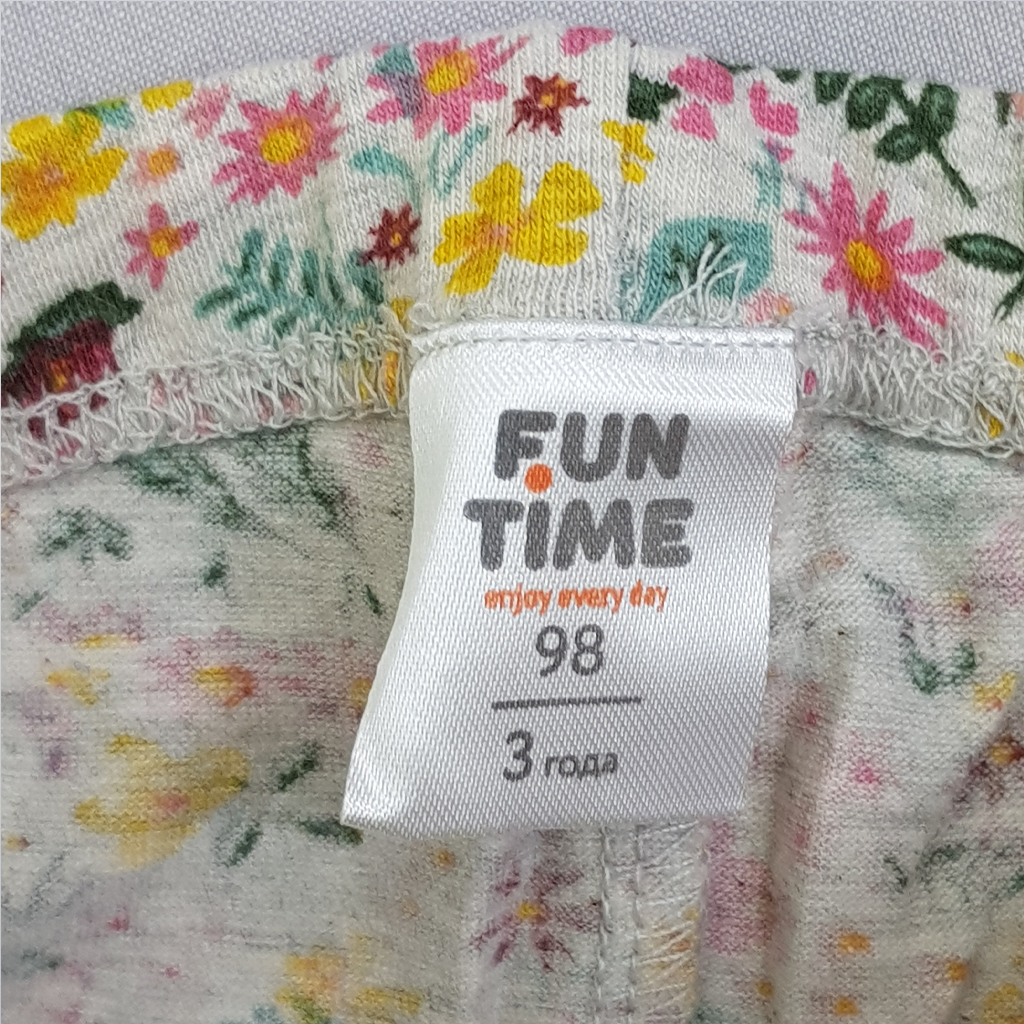 FUN
TIME
enjoy every day
98
3 года